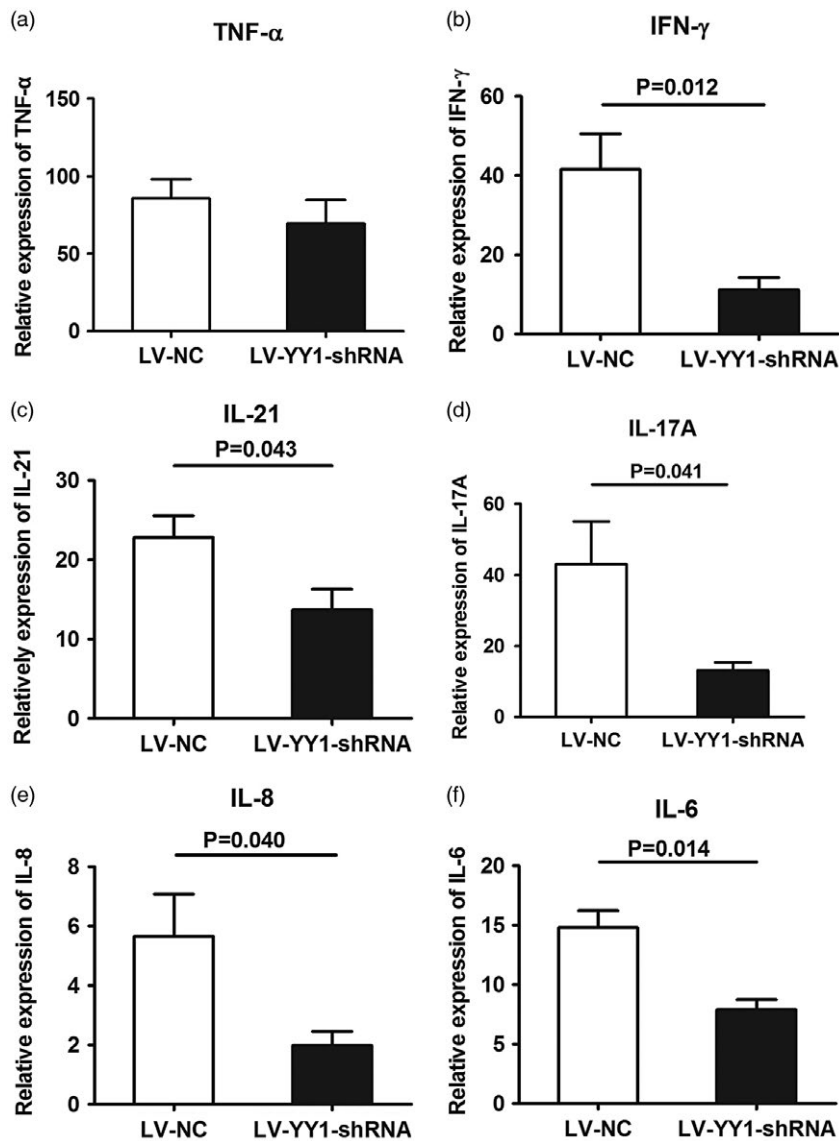 (a)
TNF-α
Relative expression of TNF-α
150
100
50
0
LV-NC LV-YY1-shRNA
(b)
IFN-γ
P=0.012
Relative expression of IFN-γ
60
40
20
0
LV-NC LV-YY1-shRNA
(c)
IL-21
P=0.043
Relatively expression of IL-21
30
20
10
0
LV-NC LV-YY1-shRNA
(d)
IL-17A
P=0.041
Relative expression of IL-17A
60
40
20
0
LV-NC LV-YY1-shRNA
(e)
IL-8
P=0.040
Relative expression of IL-8
8
6
4
2
0
LV-NC LV-YY1-shRNA
(f)
IL-6
P=0.014
Relative expression of IL-6
20
15
10
5
0
LV-NC LV-YY1-shRNA